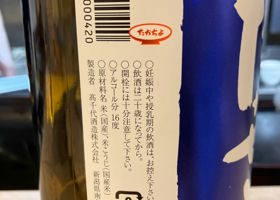 000420
たかちよ
○妊娠中や授乳期の飲酒は、お控え下さい
○飲酒は二十歳になってから。
○開栓には十分注意して下さい。
○アルコール分 16度
○原材料名 米(国産)、米こうじ(国産米)
製造者 髙千代酒造株式会社
新潟県南